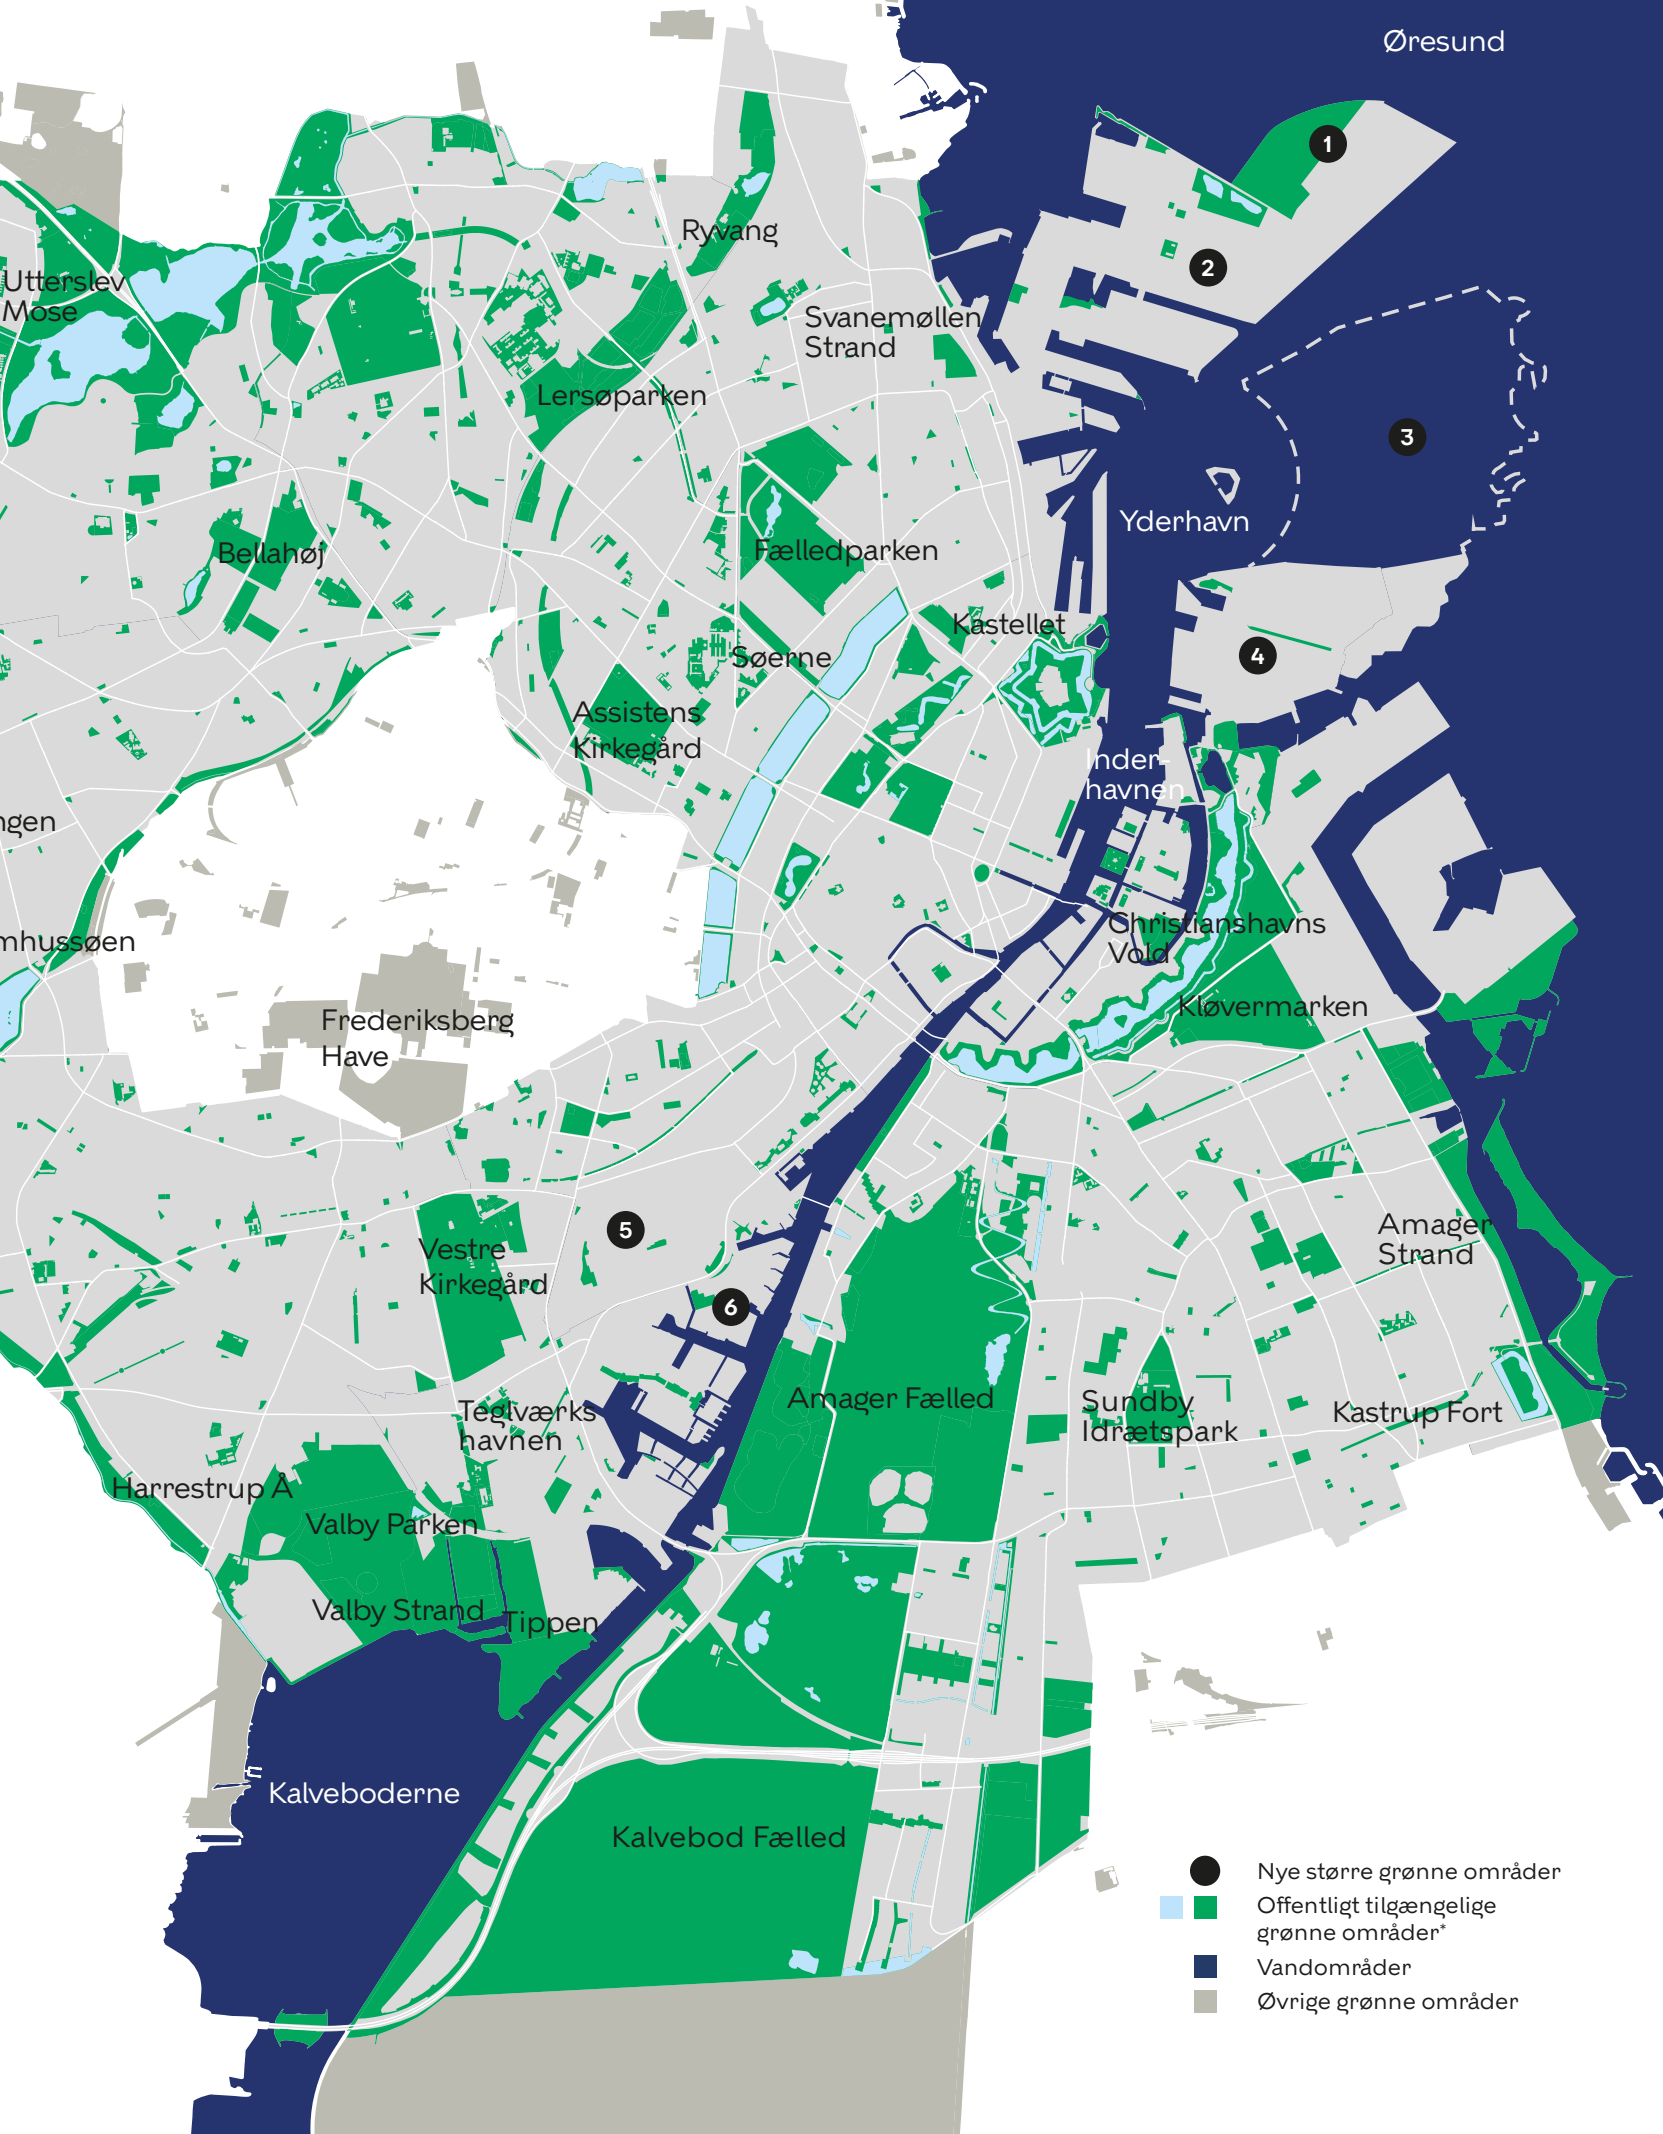 Øresund
1
Ryvang
2
Utterslev
Mose
Svanemøllen
Strand
Lersøparken
3
Yderhavn
Bellahøj
Fælledparken
Kastellet
Søerne
4
Assistens
Kirkegård
Inder-
havnen
ngen
Christianshavns
Vold
mhussøen
Kløvermarken
Frederiksberg
Have
5
Amager
Strand
Vestre
Kirkegård
6
Amager Fælled
Sundby
Idrætspark
Kastrup Fort
Teglværks-
havnen
Harrestrup Å
Valby Parken
Valby Strand
Tippen
Kalveboderne
Kalvebod Fælled
Nye større grønne områder
Offentligt tilgængelige
grønne områder*
Vandområder
Øvrige grønne områder